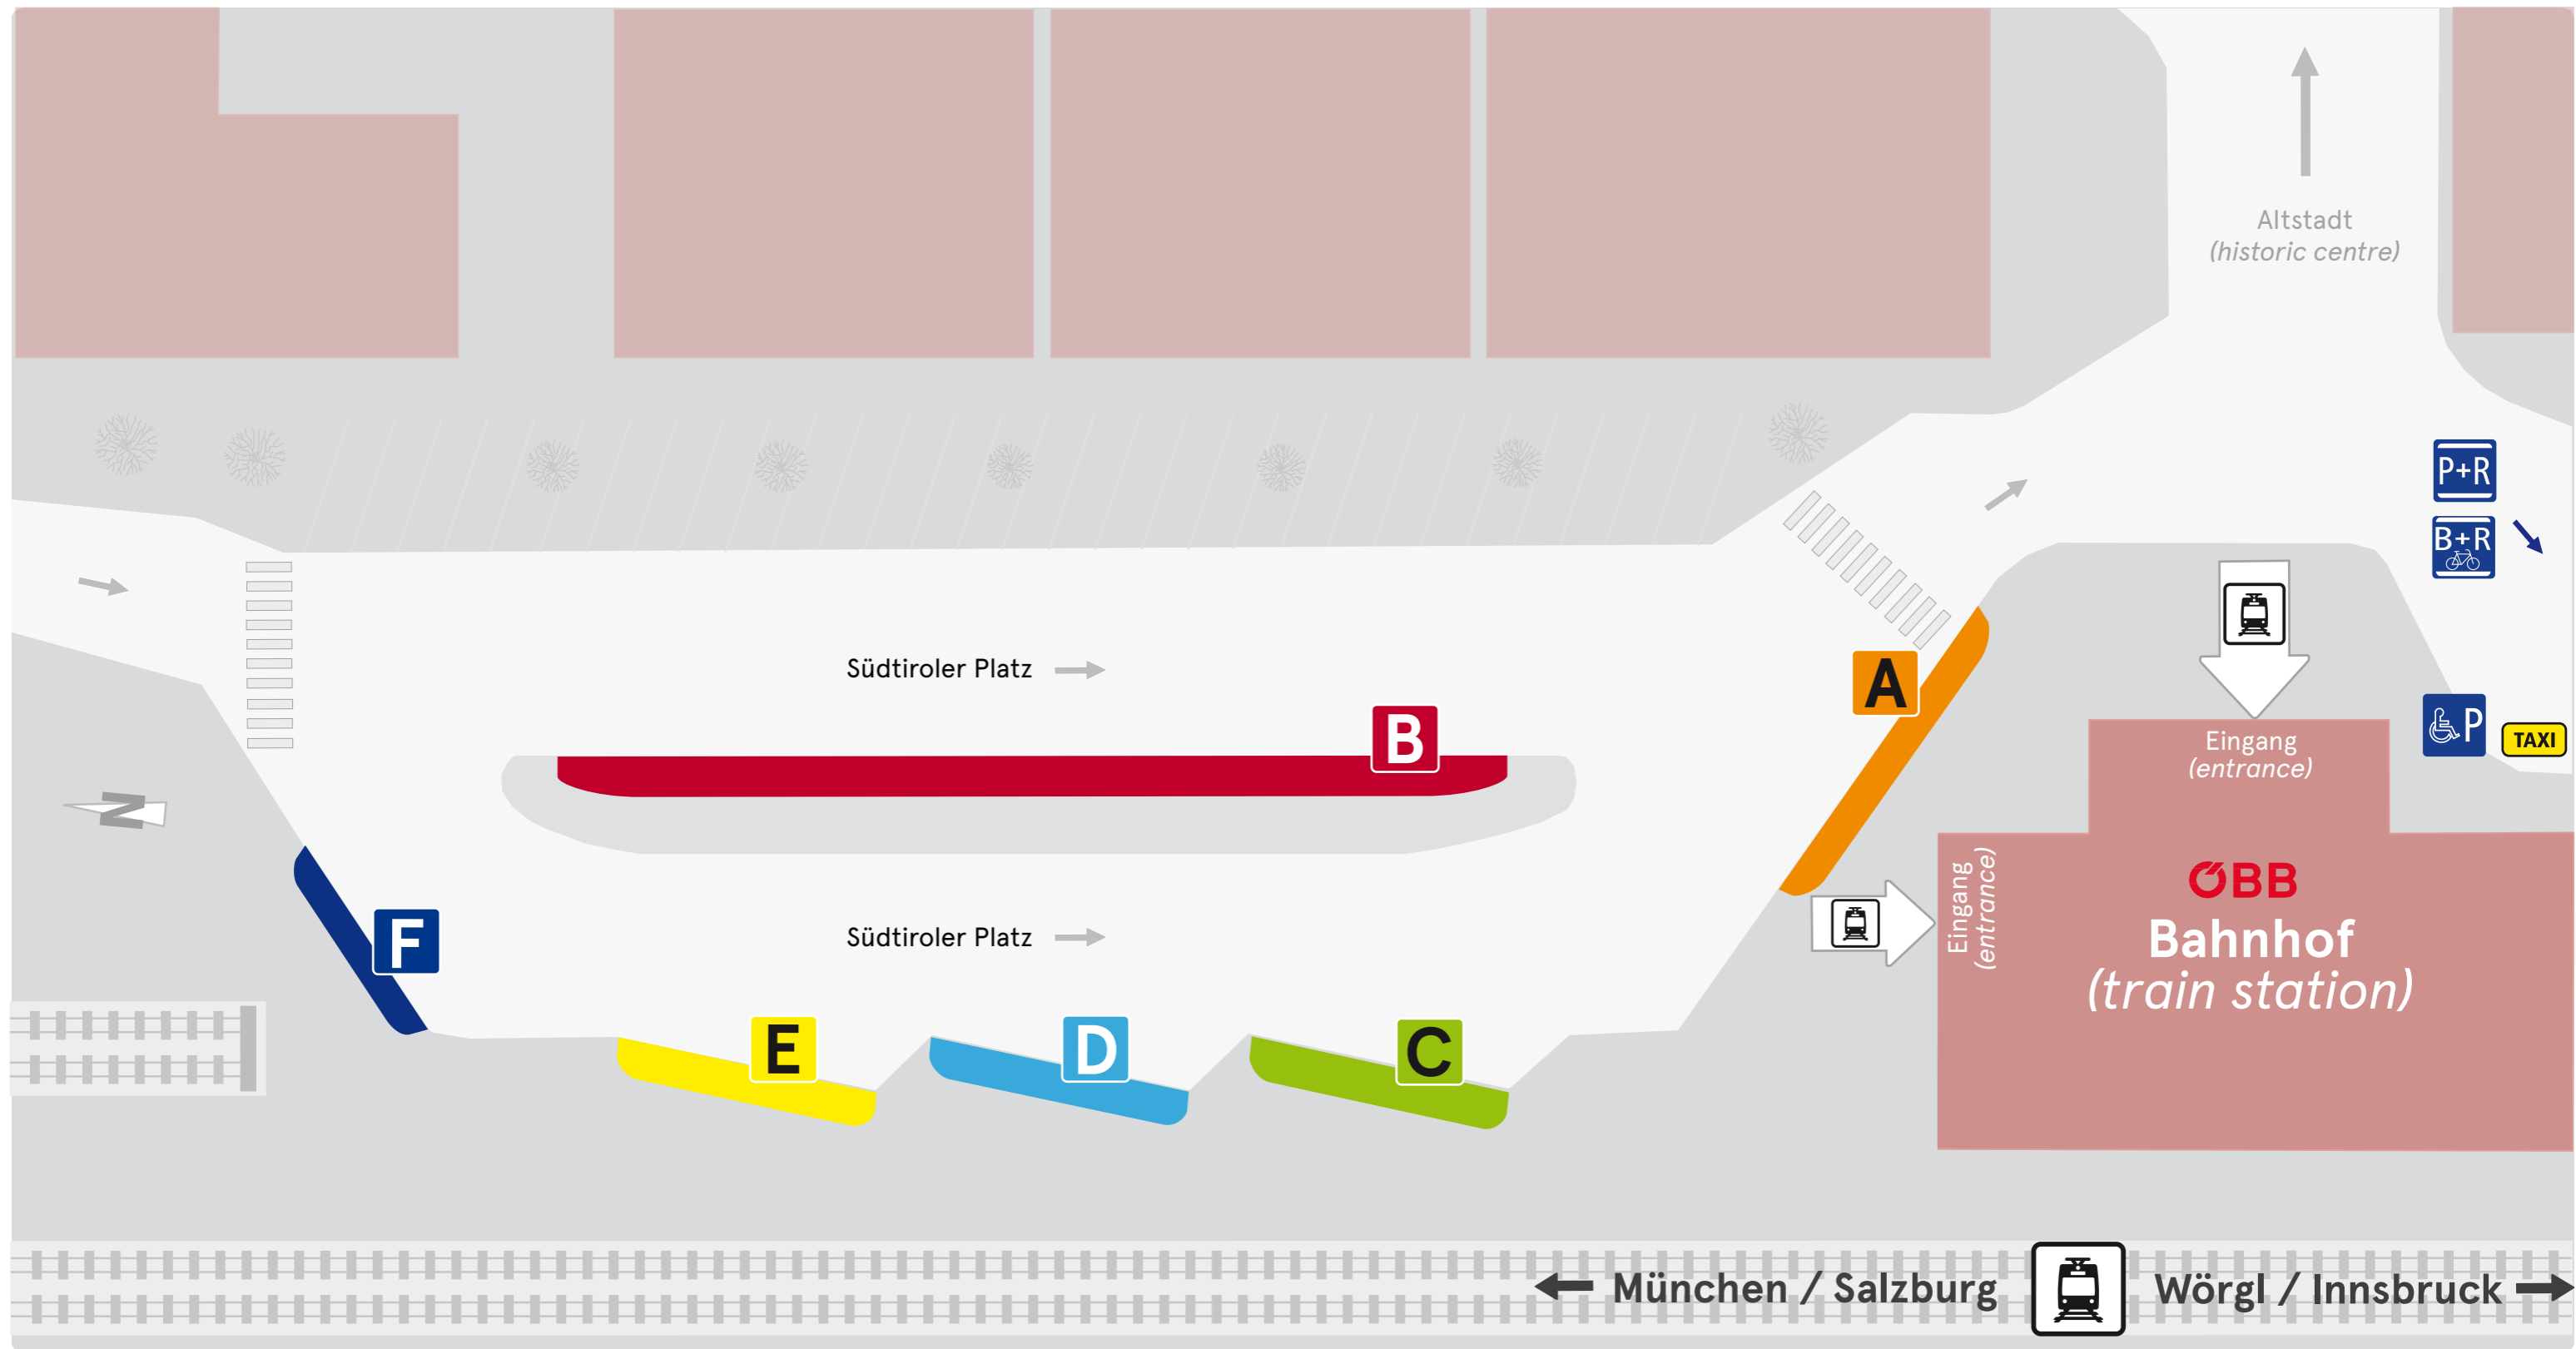 Altstadt
(historic centre)
P+R
B+R
Südtiroler Platz
A
B
Eingang
(entrance)
P
TAXI
N
Eingang
(entrance)
ÖBB
Bahnhof
(train station)
F
Südtiroler Platz
E
D
C
München / Salzburg
Wörgl / Innsbruck